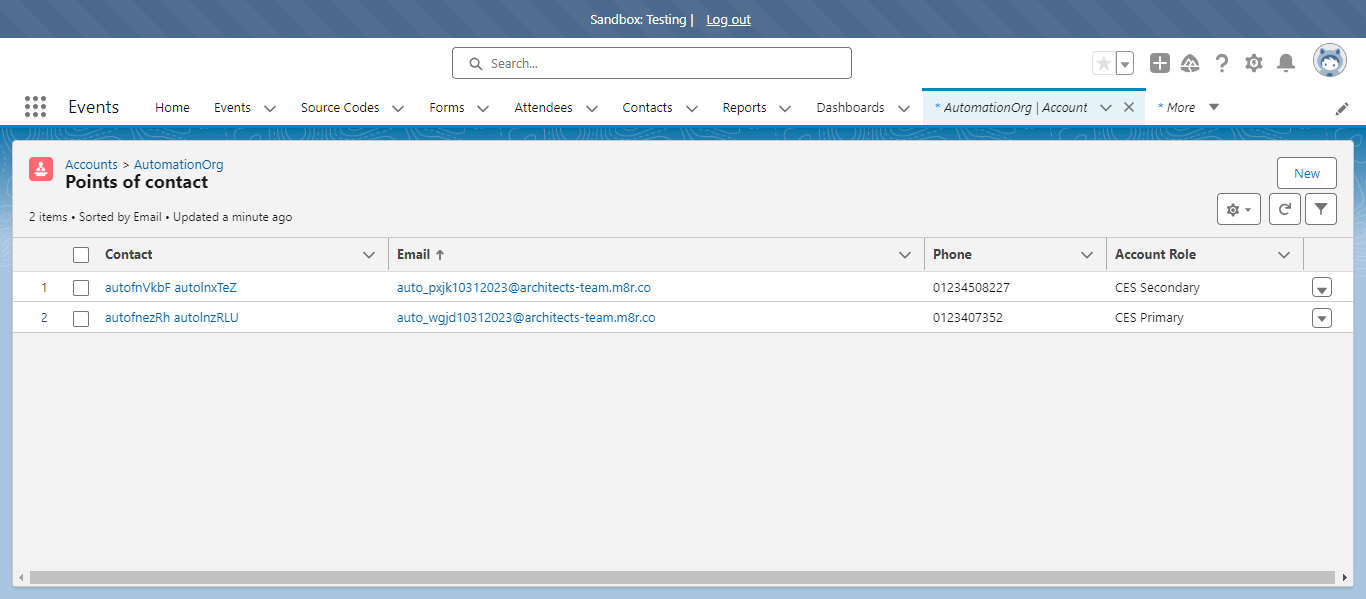 Sandbox: Testing | Log out
Search...
Events Home Events Source Codes Forms Attendees Contacts Reports Dashboards * AutomationOrg | Account * More
Accounts > AutomationOrg
Points of contact
New
2 items • Sorted by Email • Updated a minute ago
Contact Email Phone Account Role
1 autofnVkbF autolnxTeZ auto_pxjk10312023@architects-team.m8r.co 01234508227 CES Secondary
2 autofnezRh autolnzRLU auto_wgjd10312023@architects-team.m8r.co 0123407352 CES Primary